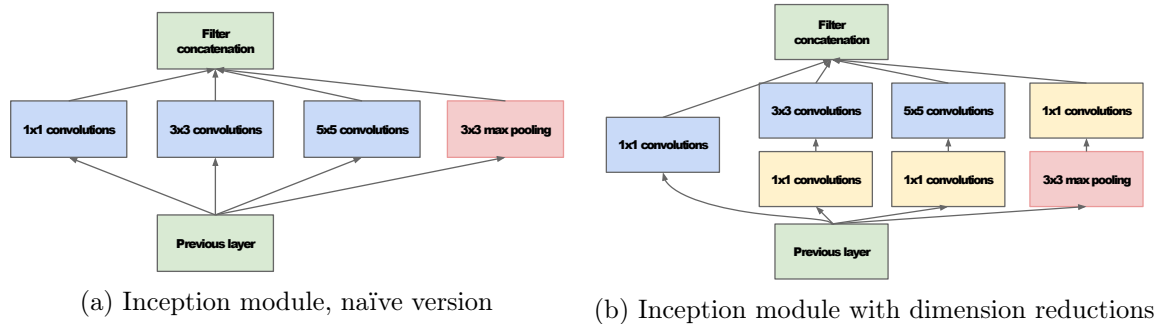 Filter
concatenation
1x1 convolutions
3x3 convolutions
5x5 convolutions
3x3 max pooling
Previous layer
(a) Inception module, naïve version
Filter
concatenation
3x3 convolutions
5x5 convolutions
1x1 convolutions
1x1 convolutions
1x1 convolutions
1x1 convolutions
3x3 max pooling
Previous layer
(b) Inception module with dimension reductions